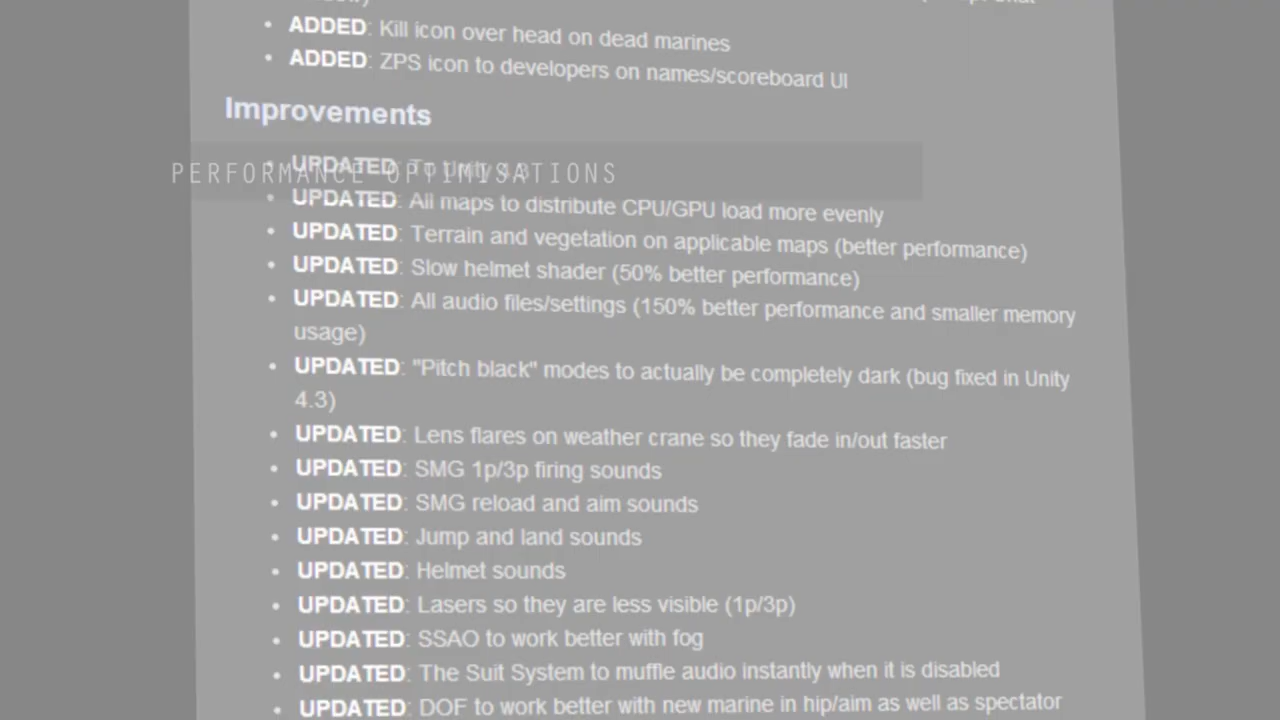 ADDED: Kill icon over head on dead marines
ADDED: ZPS icon to developers on names/scoreboard UI
Improvements
UPDATED: To Unity 4.3
PERFORMANCE OPTIMISATIONS
UPDATED: All maps to distribute CPU/GPU load more evenly
UPDATED: Terrain and vegetation on applicable maps (better performance)
UPDATED: Slow helmet shader (50% better performance)
UPDATED: All audio files/settings (150% better performance and smaller memory
usage)
UPDATED: "Pitch black" modes to actually be completely dark (bug fixed in Unity
4.3)
UPDATED: Lens flares on weather crane so they fade in/out faster
UPDATED: SMG 1p/3p firing sounds
UPDATED: SMG reload and aim sounds
UPDATED: Jump and land sounds
UPDATED: Helmet sounds
UPDATED: Lasers so they are less visible (1p/3p)
UPDATED: SSAO to work better with fog
UPDATED: The Suit System to muffle audio instantly when it is disabled
UPDATED: DOF to work better with new marine in hip/aim as well as spectator